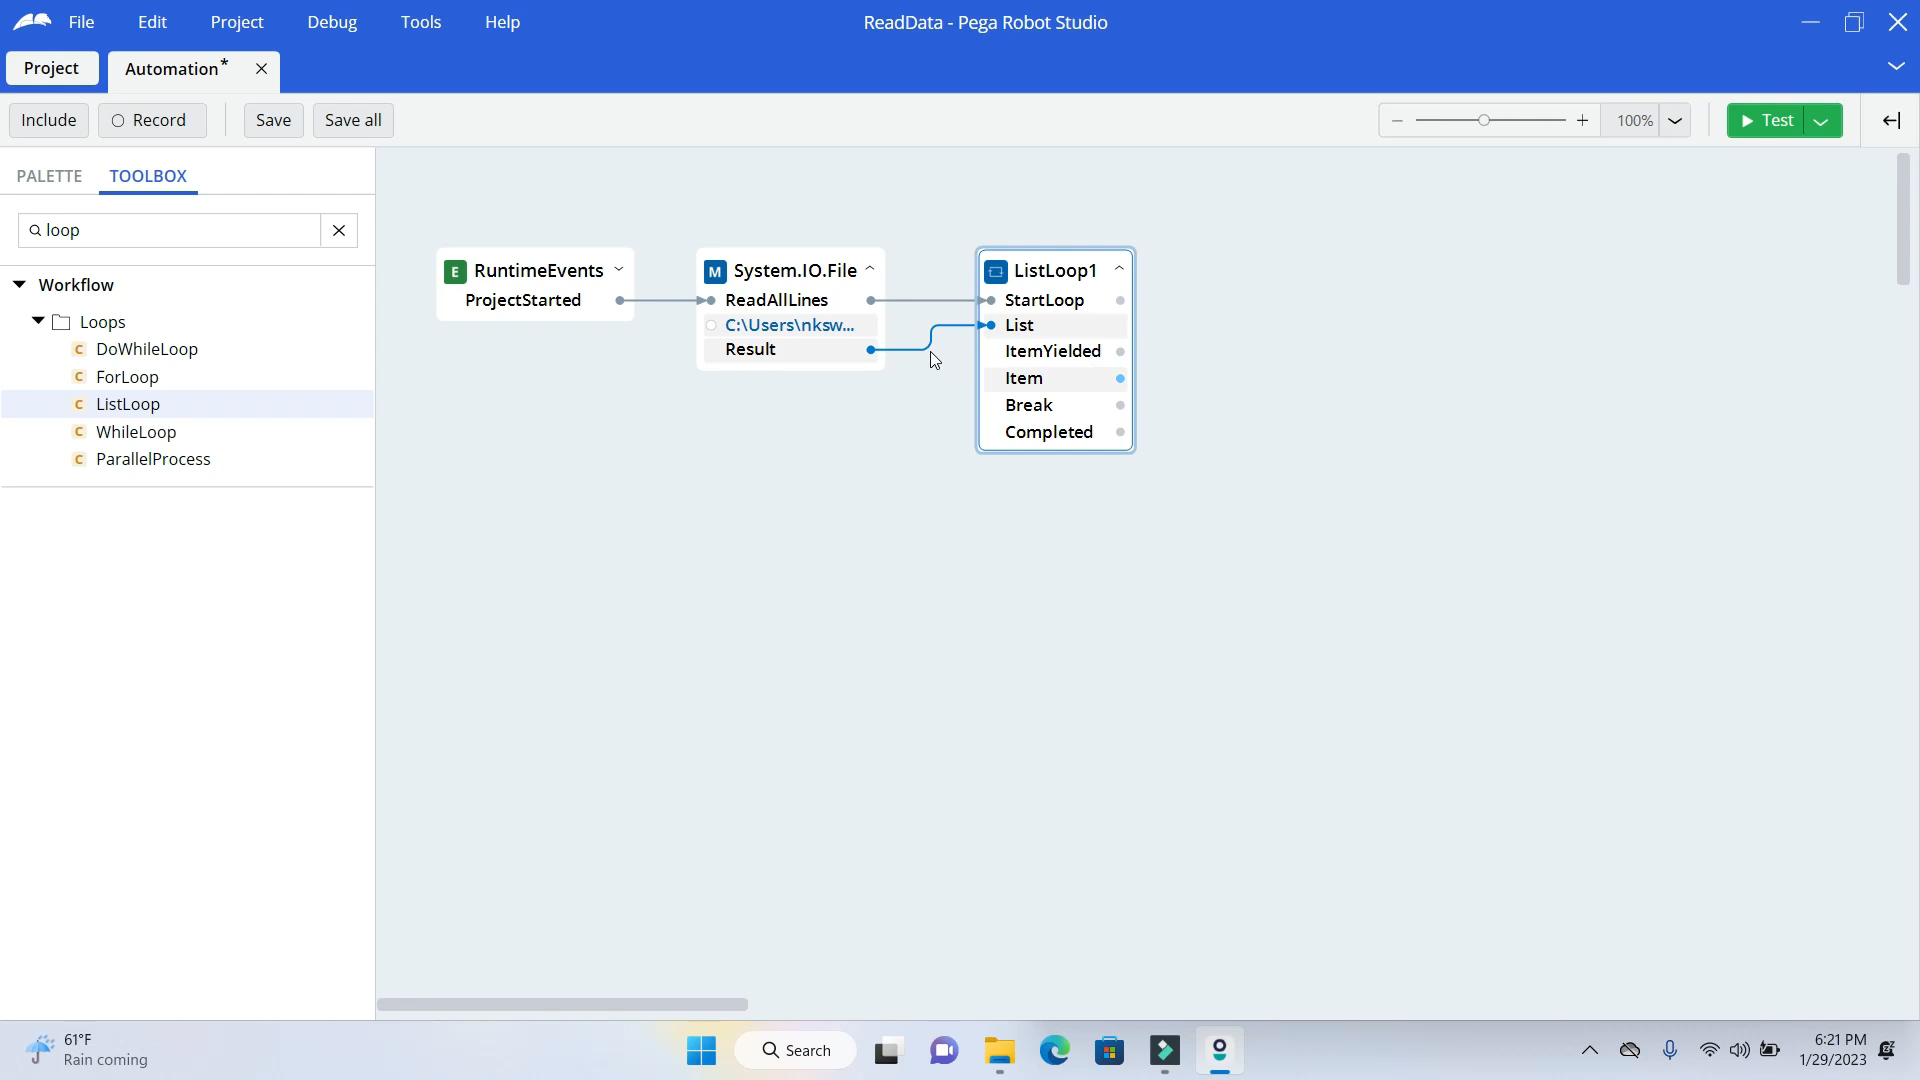 File Edit Project Debug Tools Help ReadData - Pega Robot Studio
Project Automation*
Include Record Save Save all 100% Test
PALETTE TOOLBOX
loop
Workflow
Loops
C DoWhileLoop
C ForLoop
C ListLoop
C WhileLoop
C ParallelProcess
E RuntimeEvents
ProjectStarted
M System.IO.File
ReadAllLines
C:\Users\nksw...
Result
ListLoop1
StartLoop
List
ItemYielded
Item
Break
Completed
61°F
Rain coming
Search
6:21 PM
1/29/2023